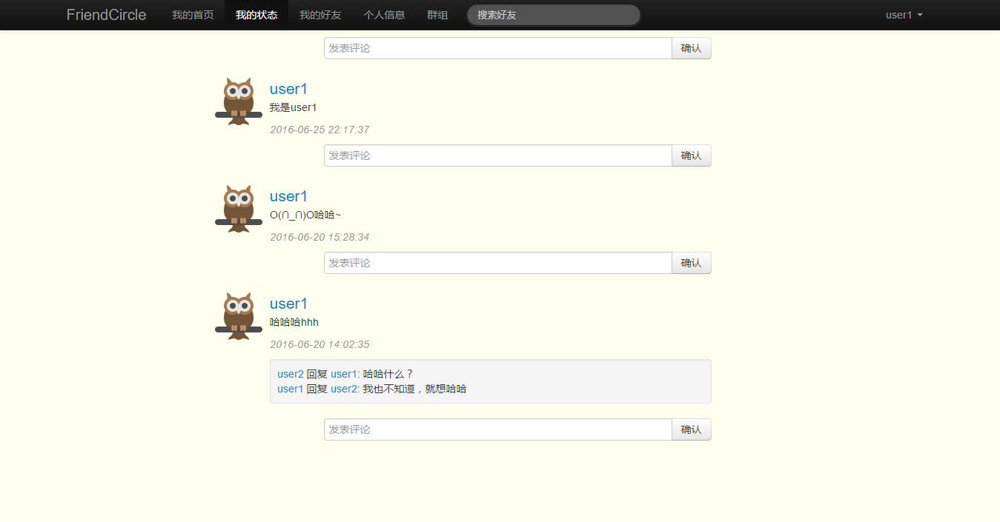 FriendCircle 我的首页 我的状态 我的好友 个人信息 群组 搜索好友 user1
发表评论 确认
user1
我是user1
2016-06-25 22:17:37
发表评论 确认
user1
O(∩_∩)O哈哈~
2016-06-20 15:28:34
发表评论 确认
user1
哈哈哈hhh
2016-06-20 14:02:35
user2 回复 user1: 哈哈什么？
user1 回复 user2: 我也不知道，就想哈哈
发表评论 确认